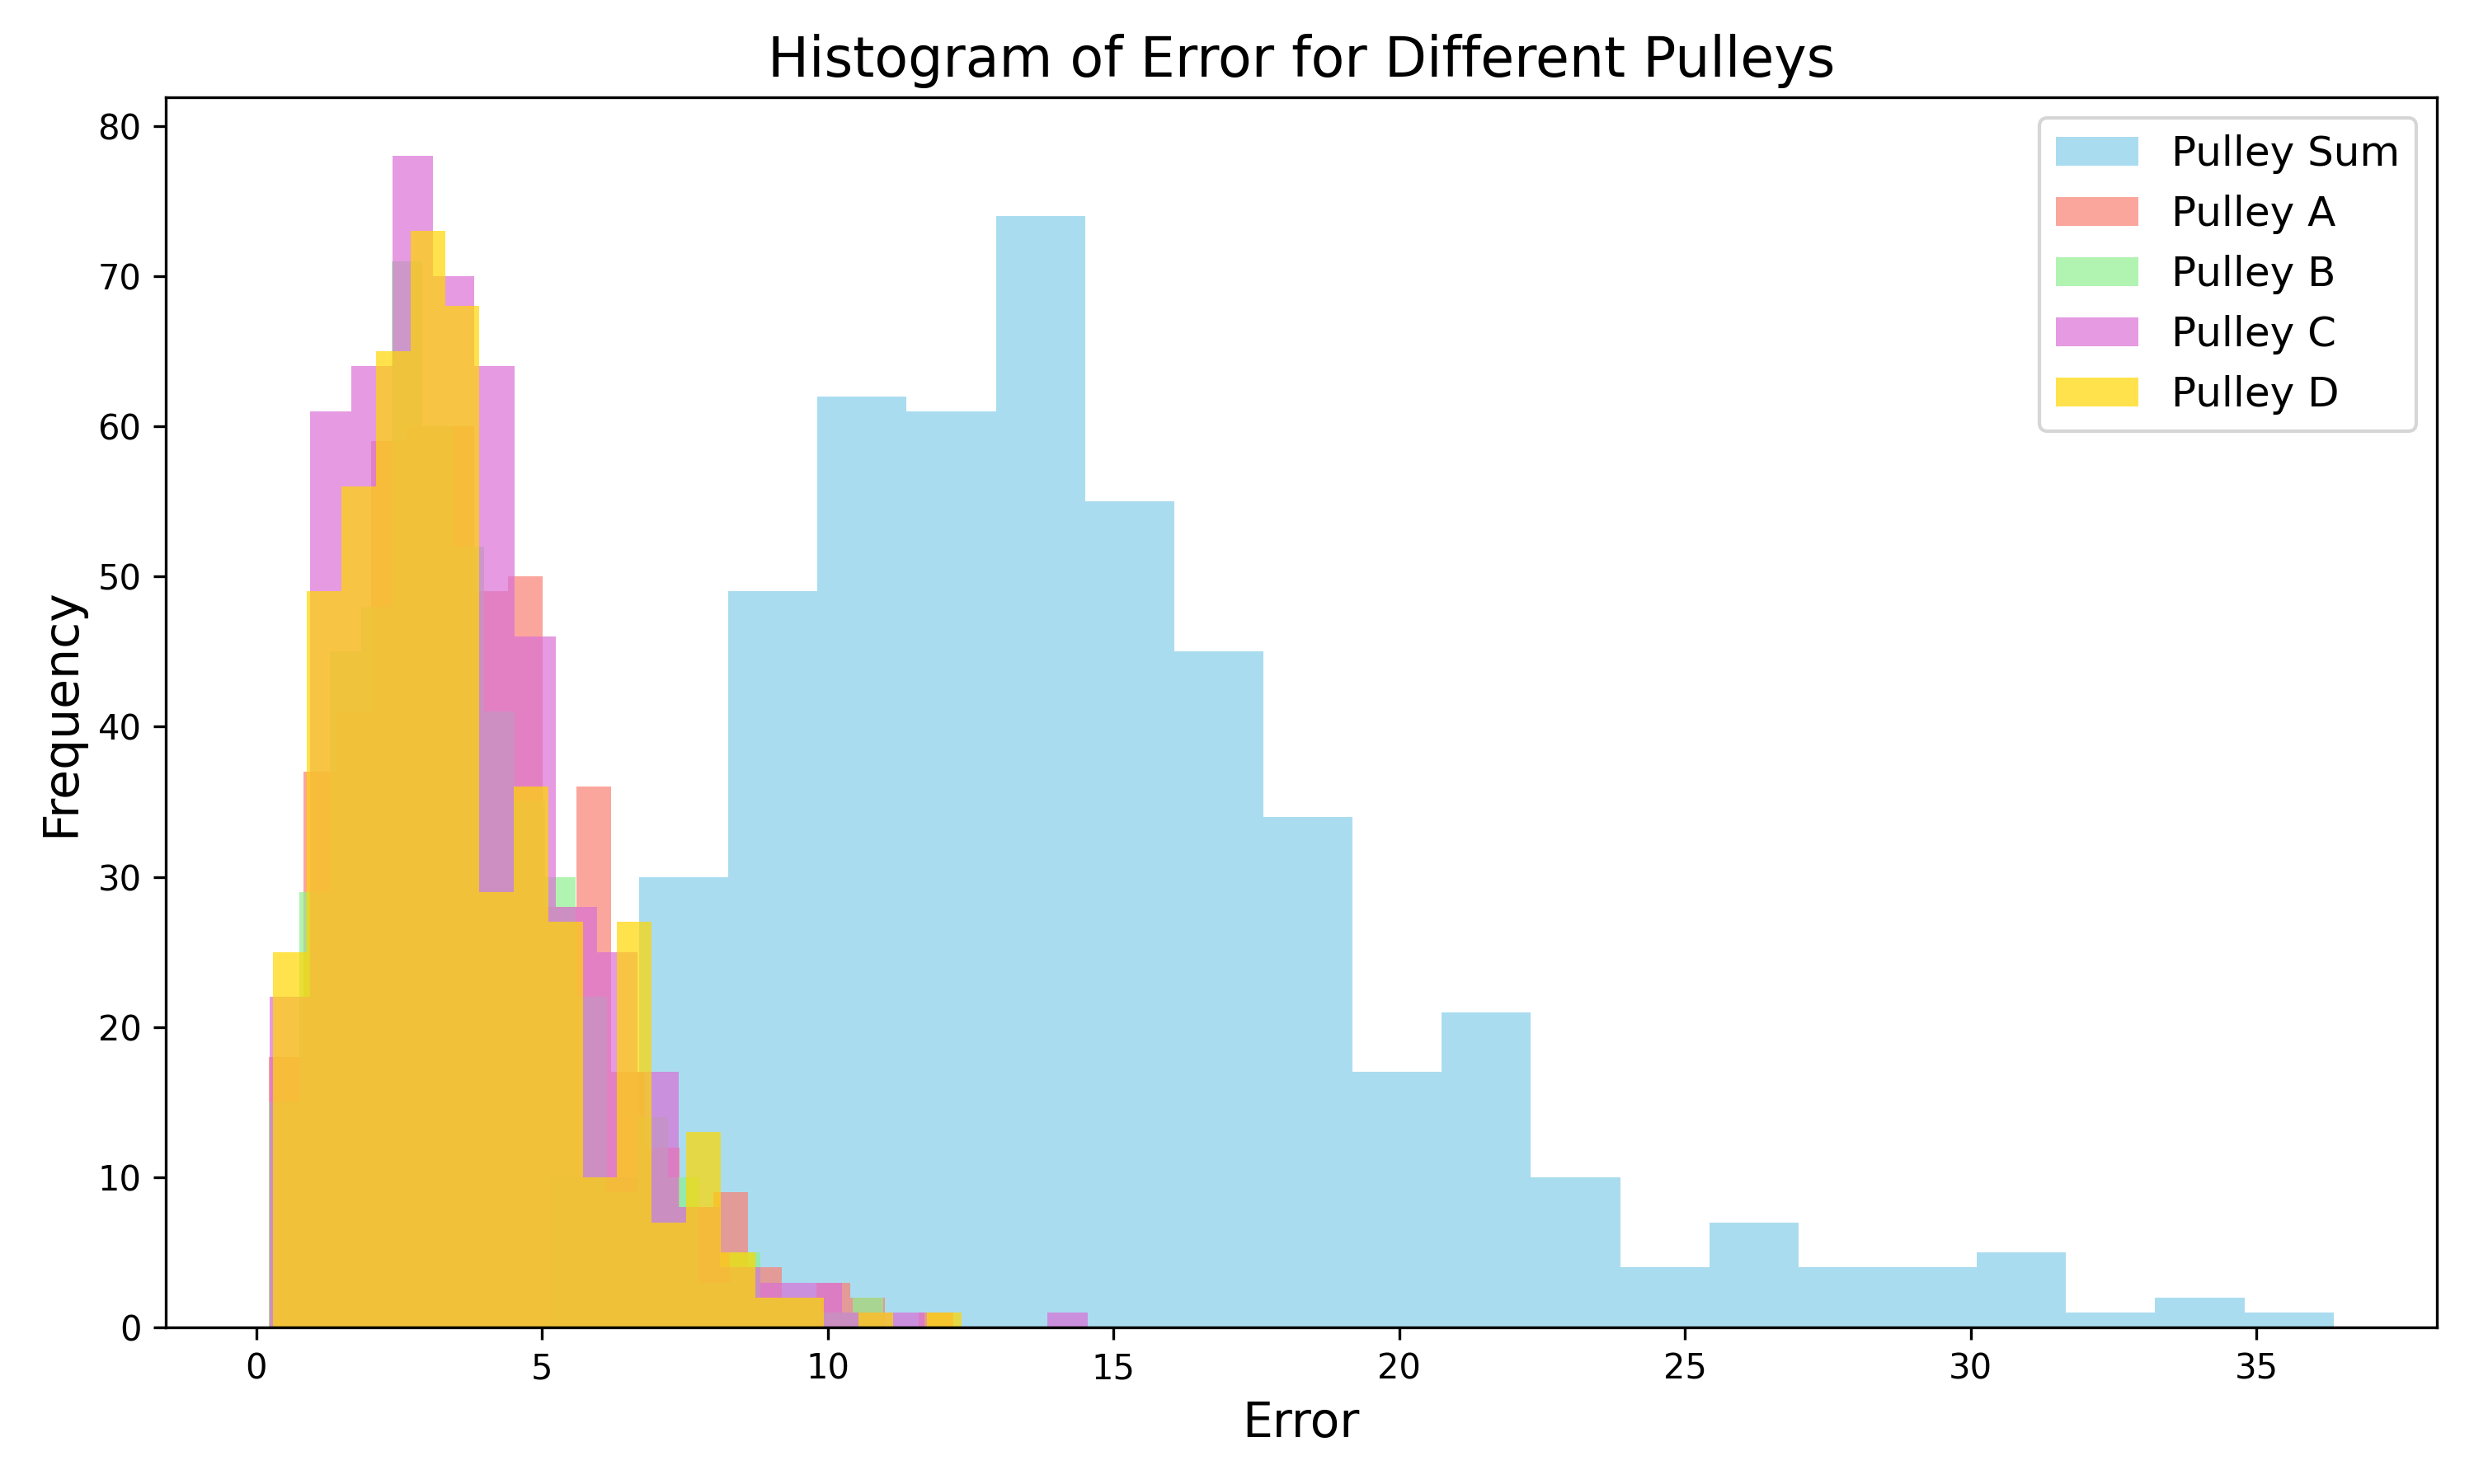 Histogram of Error for Different Pulleys
Pulley Sum
Pulley A
Pulley B
Pulley C
Pulley D
Frequency
80
70
60
50
40
30
20
10
0
0 5 10 15 20 25 30 35
Error